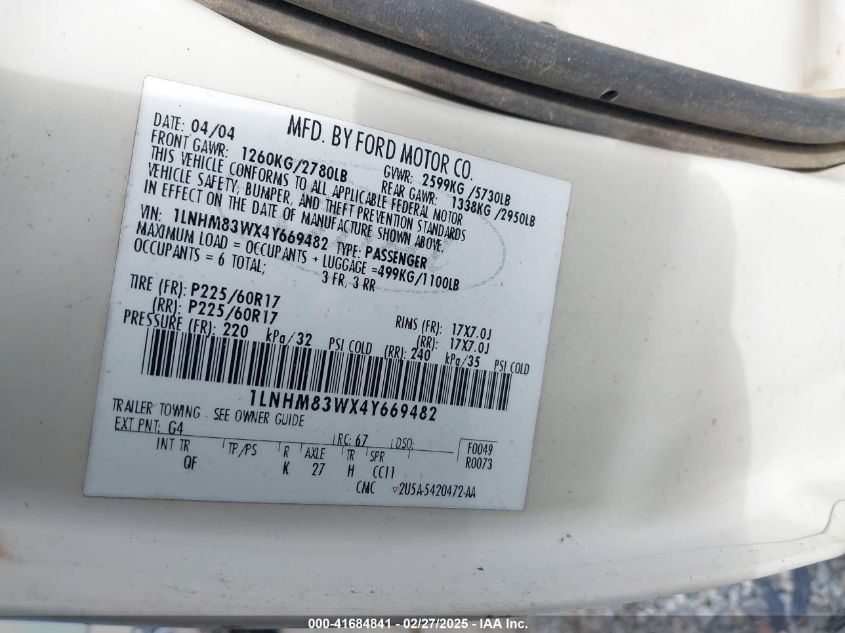 MFD. BY FORD MOTOR CO.
DATE: 04/04 GVWR: 2599KG /5730LB
FRONT GAWR: 1260KG/2780LB REAR GAWR: 1338KG /2950LB
THIS VEHICLE CONFORMS TO ALL APPLICABLE FEDERAL MOTOR
VEHICLE SAFETY, BUMPER, AND THEFT PREVENTION STANDARDS
IN EFFECT ON THE DATE OF MANUFACTURE SHOWN ABOVE.
VIN: 1LNHM83WX4Y669482 TYPE: PASSENGER
MAXIMUM LOAD = OCCUPANTS + LUGGAGE =499KG/1100LB
OCCUPANTS = 6 TOTAL; 3 FR, 3 RR
TIRE (FR): P225/60R17 RIMS (FR): 17X7.0J
(RR): P225/60R17 (RR): 17X7.0J
PRESSURE (FR): 220 kPa/32 PSI COLD (RR): 240 kPa/35 PSI COLD
1LNHM83WX4Y669482
TRAILER TOWING - SEE OWNER GUIDE
EXT PNT: G4 RC: 67 DSO: F0049
INT TR TP/PS R AXLE TR SPR R0073
QF K 27 H CC11
CMC v2U5A-5420472-AA
000-41684841 - 02/27/2025 - IAA Inc.